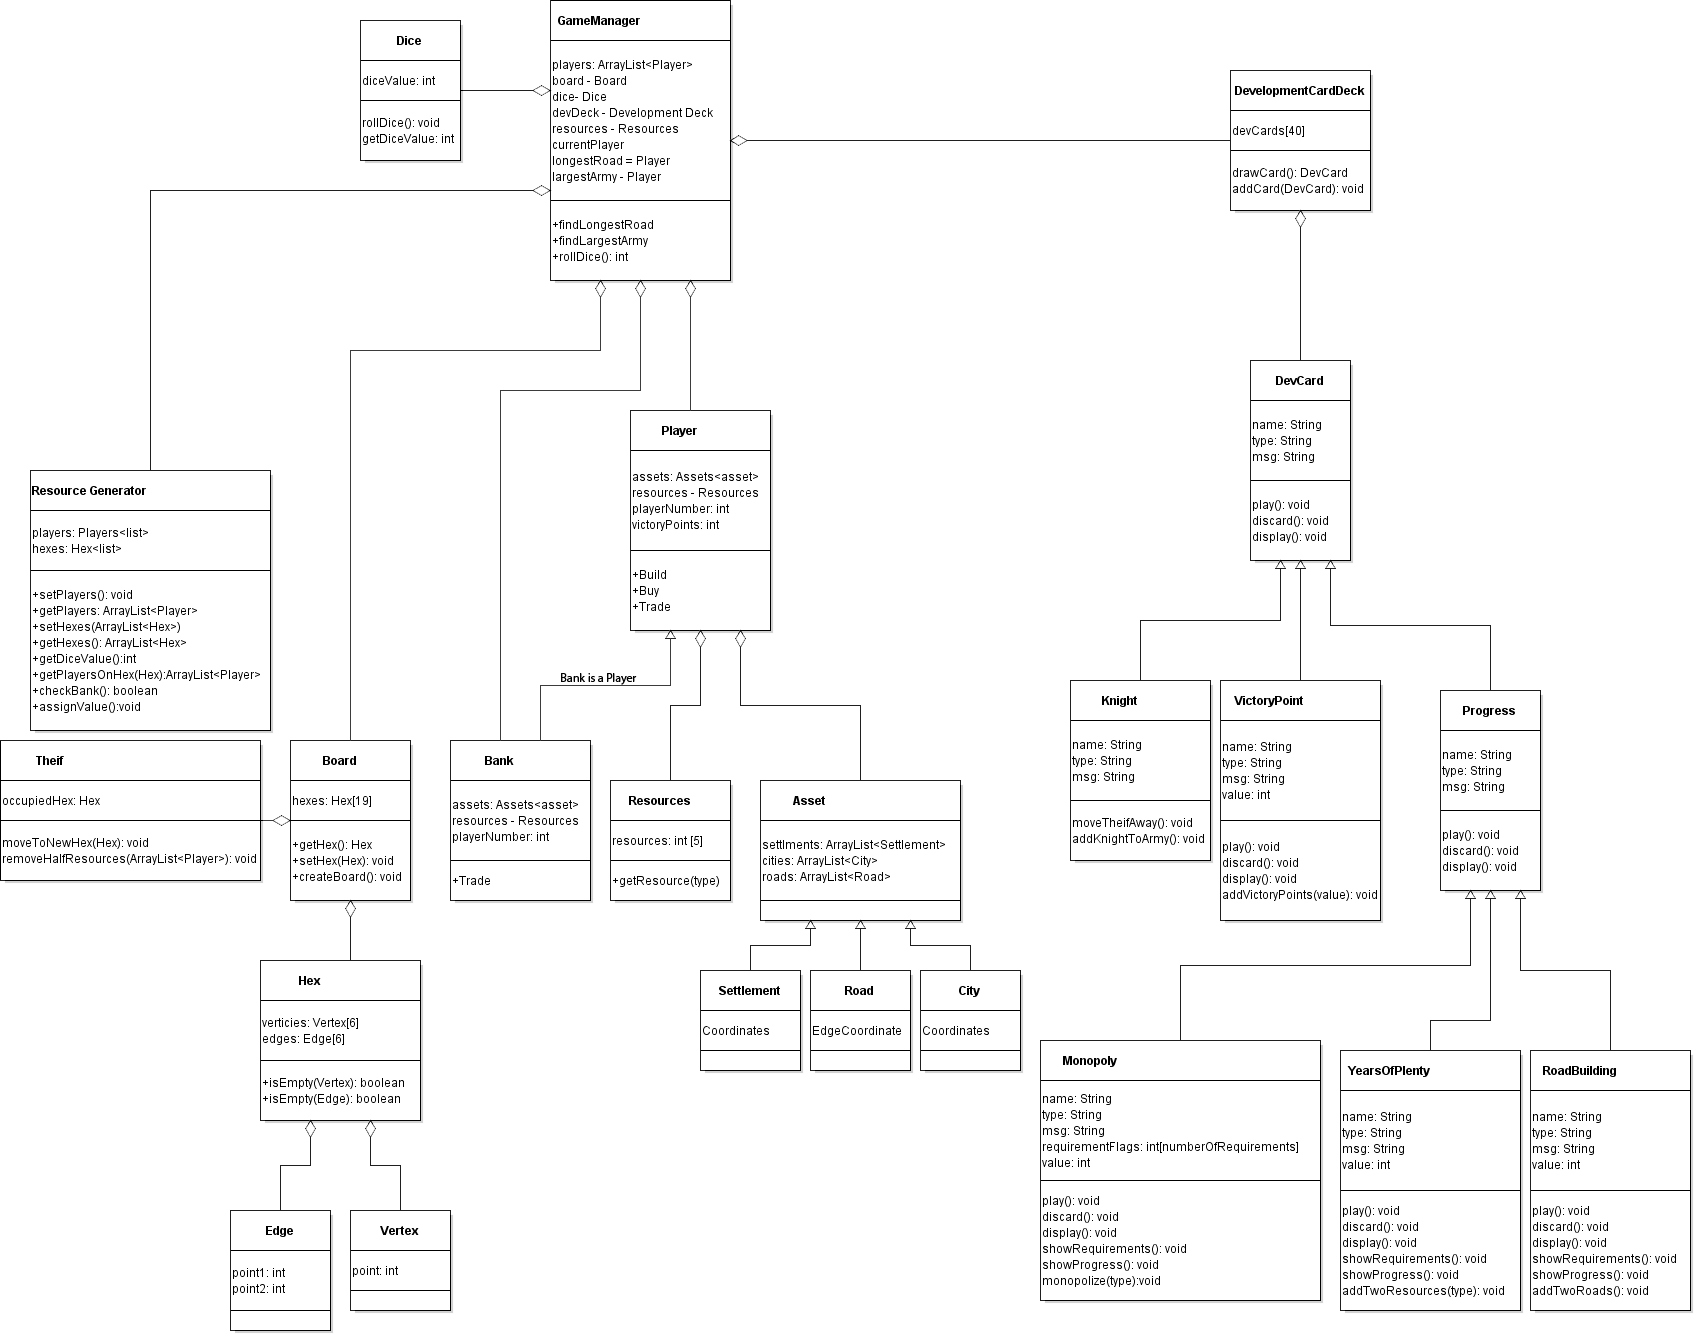 GameManager
players: ArrayList<Player>
board - Board
dice- Dice
devDeck - Development Deck
resources - Resources
currentPlayer
longestRoad = Player
largestArmy - Player
+findLongestRoad
+findLargestArmy
+rollDice(): int
Dice
diceValue: int
rollDice(): void
getDiceValue: int
DevelopmentCardDeck
devCards[40]
drawCard(): DevCard
addCard(DevCard): void
DevCard
name: String
type: String
msg: String
play(): void
discard(): void
display(): void
Player
assets: Assets<asset>
resources - Resources
playerNumber: int
victoryPoints: int
+Build
+Buy
+Trade
Resource Generator
players: Players<list>
hexes: Hex<list>
+setPlayers(): void
+getPlayers: ArrayList<Player>
+setHexes(ArrayList<Hex>)
+getHexes(): ArrayList<Hex>
+getDiceValue():int
+getPlayersOnHex(Hex):ArrayList<Player>
+checkBank(): boolean
+assignValue():void
Bank is a Player
Theif
occupiedHex: Hex
moveToNewHex(Hex): void
removeHalfResources(ArrayList<Player>): void
Board
hexes: Hex[19]
+getHex(): Hex
+setHex(Hex): void
+createBoard(): void
Bank
assets: Assets<asset>
resources - Resources
playerNumber: int
+Trade
Resources
resources: int [5]
+getResource(type)
Asset
settlments: ArrayList<Settlement>
cities: ArrayList<City>
roads: ArrayList<Road>
Knight
name: String
type: String
msg: String
moveTheifAway(): void
addKnightToArmy(): void
VictoryPoint
name: String
type: String
msg: String
value: int
play(): void
discard(): void
display(): void
addVictoryPoints(value): void
Progress
name: String
type: String
msg: String
play(): void
discard(): void
display(): void
Hex
verticies: Vertex[6]
edges: Edge[6]
+isEmpty(Vertex): boolean
+isEmpty(Edge): boolean
Settlement
Coordinates
Road
EdgeCoordinate
City
Coordinates
Monopoly
name: String
type: String
msg: String
requirementFlags: int[numberOfRequirements]
value: int
play(): void
discard(): void
display(): void
showRequirements(): void
showProgress(): void
monopolize(type):void
YearsOfPlenty
name: String
type: String
msg: String
value: int
play(): void
discard(): void
display(): void
showRequirements(): void
showProgress(): void
addTwoResources(type): void
RoadBuilding
name: String
type: String
msg: String
value: int
play(): void
discard(): void
display(): void
showRequirements(): void
showProgress(): void
addTwoRoads(): void
Edge
point1: int
point2: int
Vertex
point: int